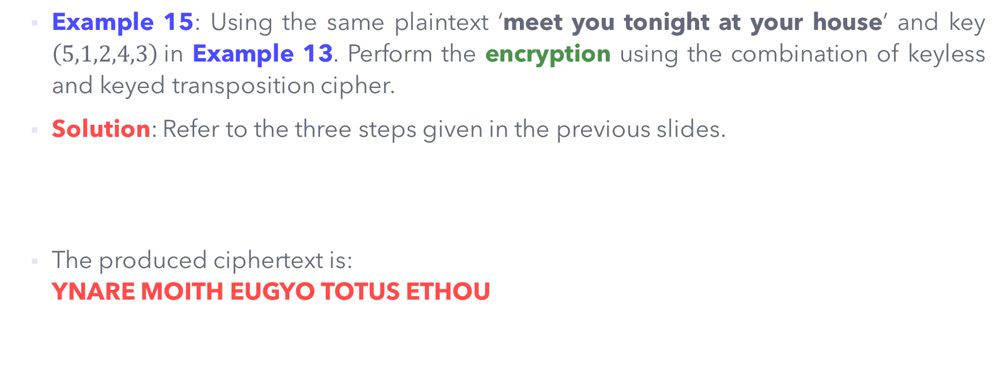 ▪ Example 15: Using the same plaintext ‘meet you tonight at your house’ and key
(5,1,2,4,3) in Example 13. Perform the encryption using the combination of keyless
and keyed transposition cipher.
▪ Solution: Refer to the three steps given in the previous slides.
▪ The produced ciphertext is:
YNARE MOITH EUGYO TOTUS ETHOU